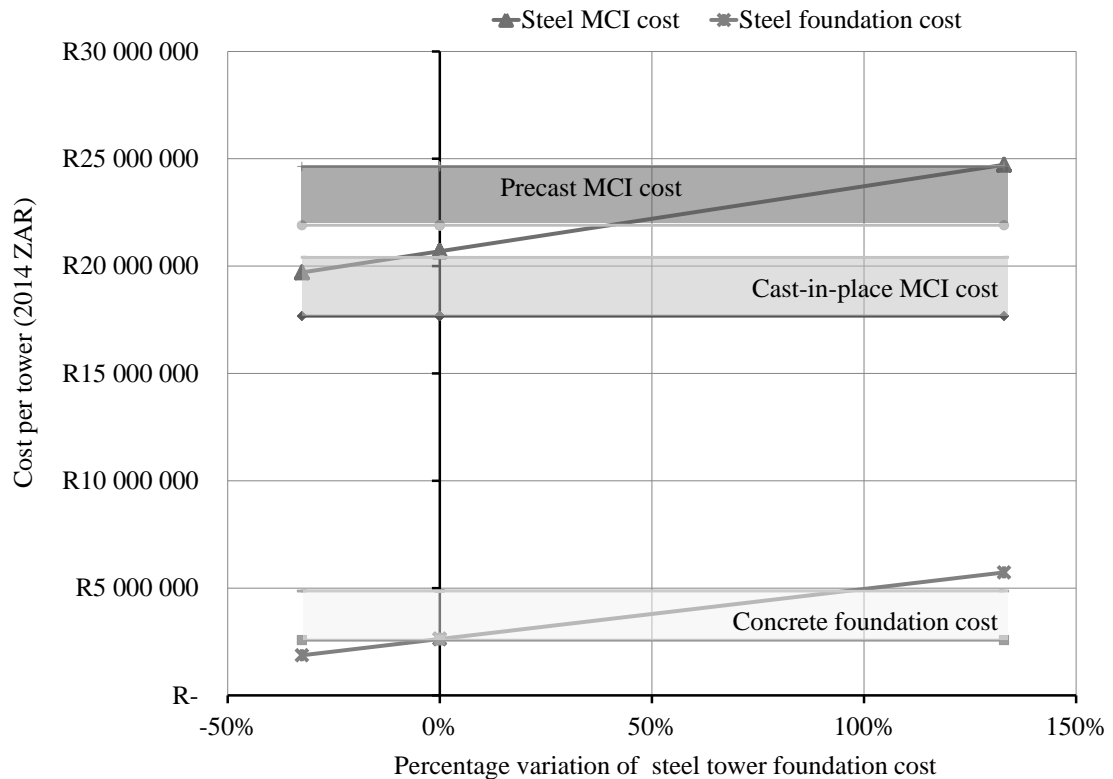 Steel MCI cost Steel foundation cost
R30 000 000
R25 000 000
Precast MCI cost
R20 000 000
Cast-in-place MCI cost
R15 000 000
R10 000 000
R5 000 000
Concrete foundation cost
R-
-50% 0% 50% 100% 150%
Percentage variation of steel tower foundation cost
Cost per tower (2014 ZAR)